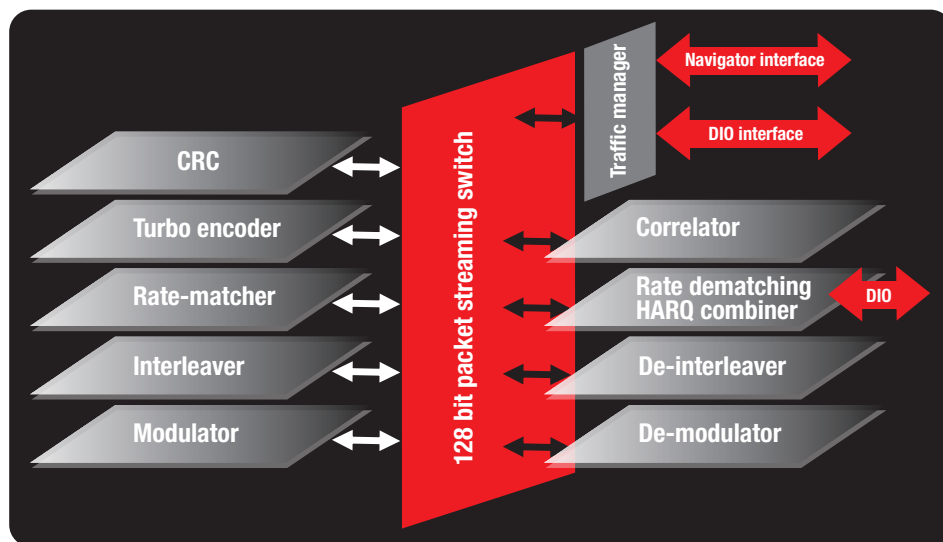 CRC
Turbo encoder
Rate-matcher
Interleaver
Modulator
128 bit packet streaming switch
Traffic manager
Navigator interface
DIO interface
Correlator
Rate dematching
HARQ combiner
DIO
De-interleaver
De-modulator